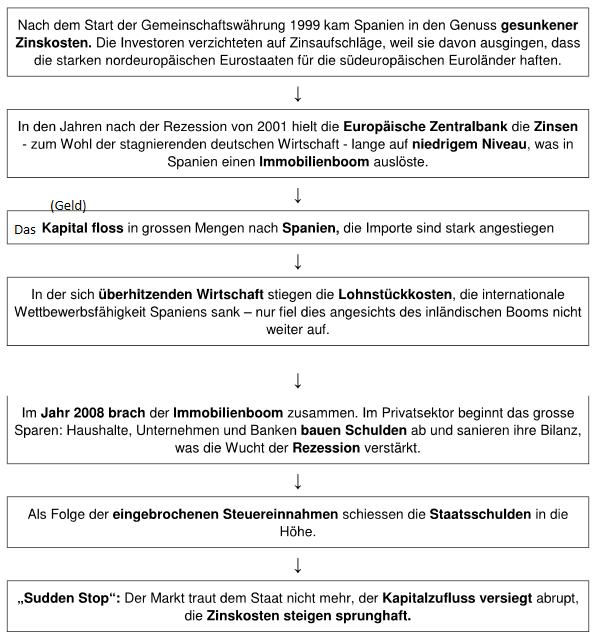 Nach dem Start der Gemeinschaftswährung 1999 kam Spanien in den Genuss gesunkener
Zinskosten. Die Investoren verzichteten auf Zinsaufschläge, weil sie davon ausgingen, dass
die starken nordeuropäischen Eurostaaten für die südeuropäischen Euroländer haften.
↓
In den Jahren nach der Rezession von 2001 hielt die Europäische Zentralbank die Zinsen
- zum Wohl der stagnierenden deutschen Wirtschaft - lange auf niedrigem Niveau, was in
Spanien einen Immobilienboom auslöste.
↓
(Geld)
Das Kapital floss in grossen Mengen nach Spanien, die Importe sind stark angestiegen
↓
In der sich überhitzenden Wirtschaft stiegen die Lohnstückkosten, die internationale
Wettbewerbsfähigkeit Spaniens sank – nur fiel dies angesichts des inländischen Booms nicht
weiter auf.
↓
Im Jahr 2008 brach der Immobilienboom zusammen. Im Privatsektor beginnt das grosse
Sparen: Haushalte, Unternehmen und Banken bauen Schulden ab und sanieren ihre Bilanz,
was die Wucht der Rezession verstärkt.
↓
Als Folge der eingebrochenen Steuereinnahmen schiessen die Staatsschulden in die
Höhe.
↓
„Sudden Stop“: Der Markt traut dem Staat nicht mehr, der Kapitalzufluss versiegt abrupt,
die Zinskosten steigen sprunghaft.